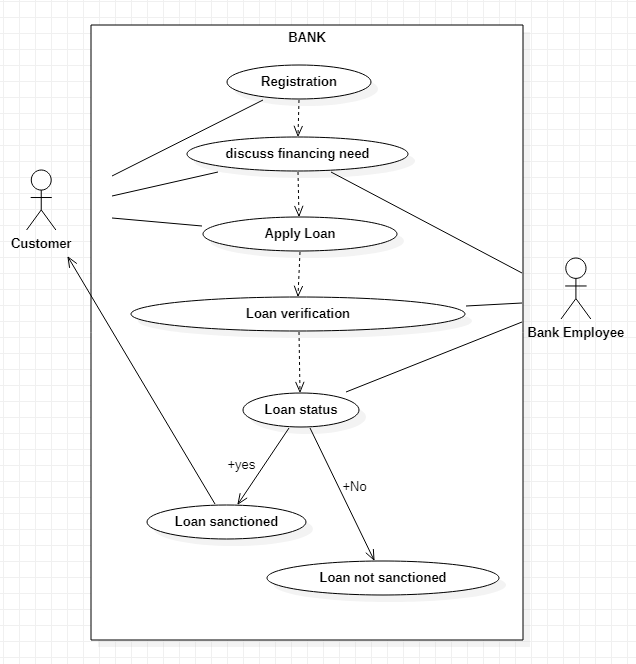 BANK
Registration
discuss financing need
Customer
Apply Loan
Loan verification
Bank Employee
Loan status
+yes
+No
Loan sanctioned
Loan not sanctioned